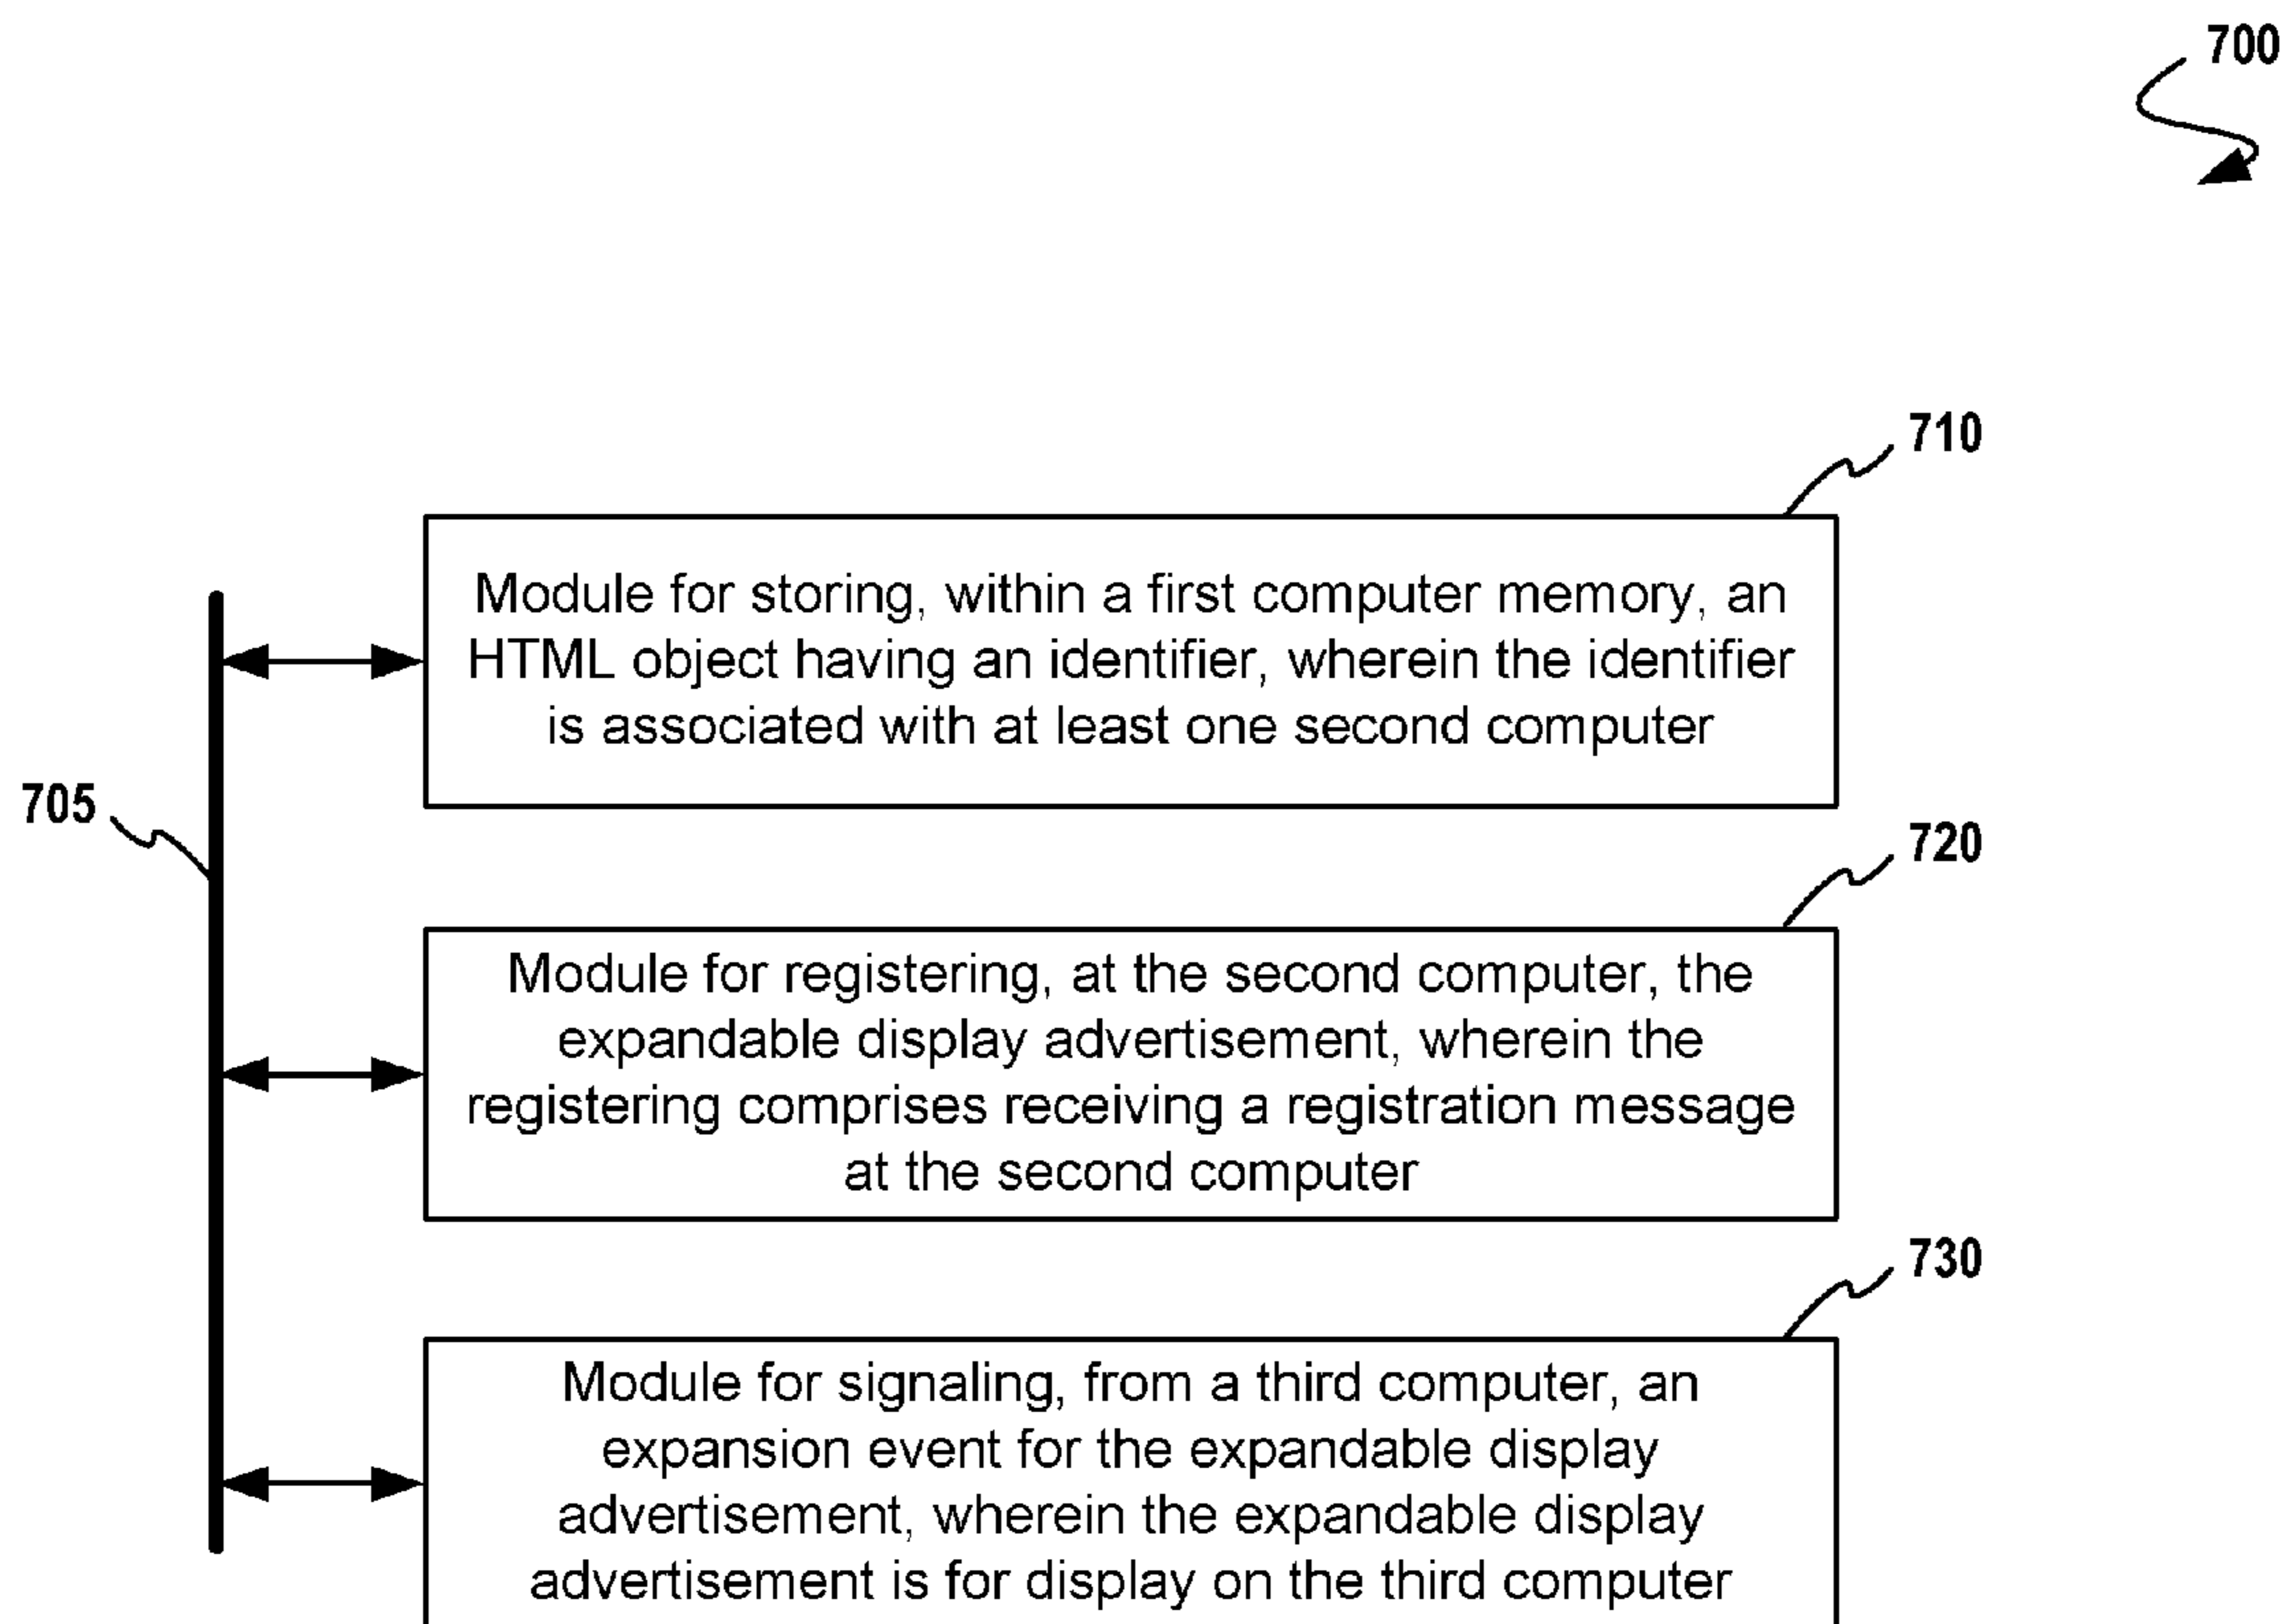 700
710
Module for storing, within a first computer memory, an
HTML object having an identifier, wherein the identifier
is associated with at least one second computer
705
720
Module for registering, at the second computer, the
expandable display advertisement, wherein the
registering comprises receiving a registration message
at the second computer
730
Module for signaling, from a third computer, an
expansion event for the expandable display
advertisement, wherein the expandable display
advertisement is for display on the third computer